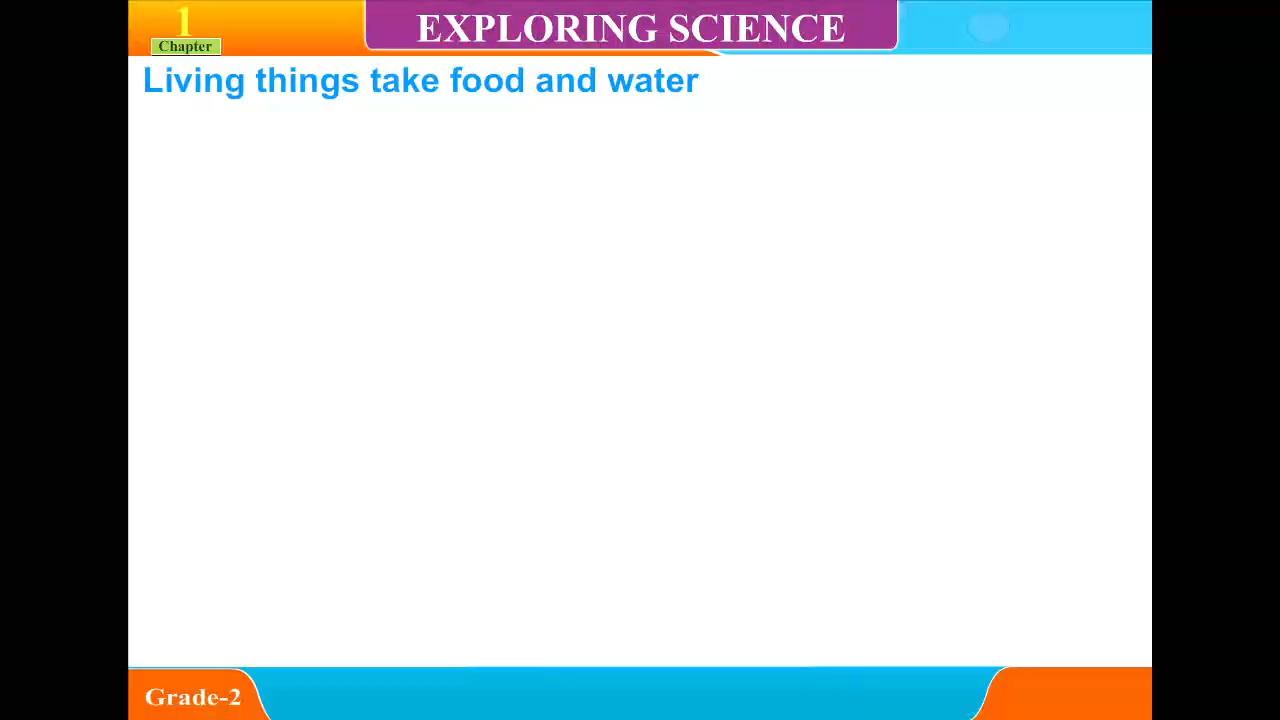 1
Chapter
EXPLORING SCIENCE
Living things take food and water
Grade-2